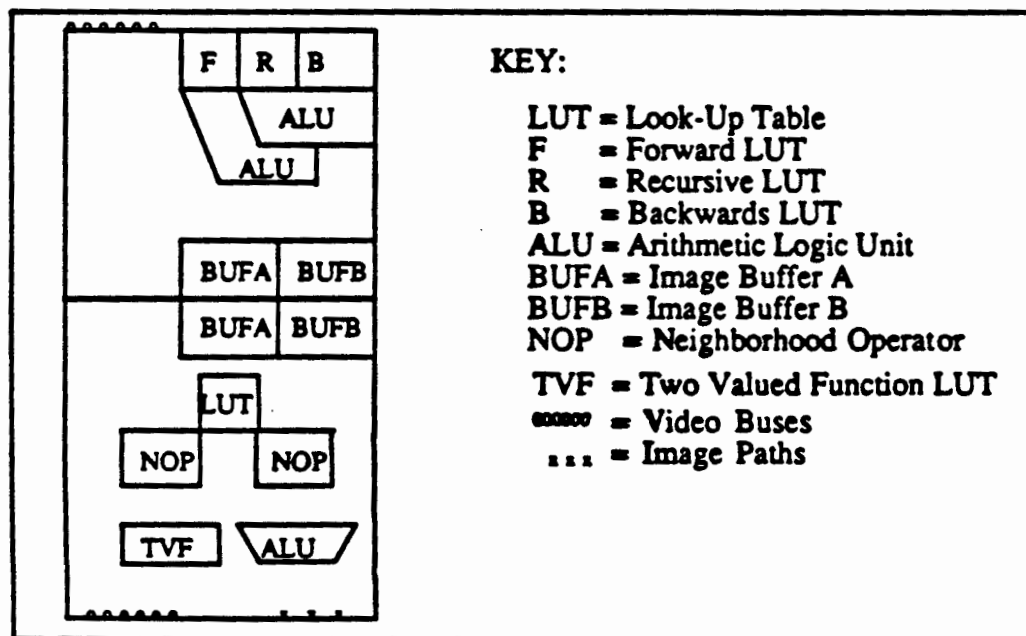 F R B
ALU
ALU
BUFA BUFB
BUFA BUFB
LUT
NOP NOP
TVF ALU
KEY:
LUT = Look-Up Table
F = Forward LUT
R = Recursive LUT
B = Backwards LUT
ALU = Arithmetic Logic Unit
BUFA = Image Buffer A
BUFB = Image Buffer B
NOP = Neighborhood Operator
TVF = Two Valued Function LUT
= Video Buses
= Image Paths